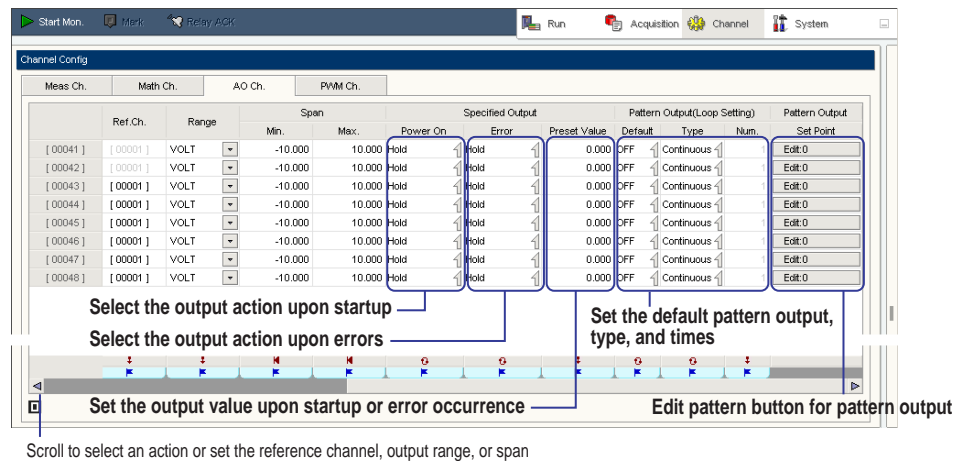 Start Mon. Mark Relay ACK Run Acquisition Channel System
Channel Config
Meas Ch. Math Ch. AO Ch. PWM Ch.
Ref.Ch. Range Span Specified Output Pattern Output(Loop Setting) Pattern Output
Min. Max. Power On Error Preset Value Default Type Num. Set Point
[ 00041 ] [ 00001 ] VOLT -10.000 10.000 Hold Hold 0.000 OFF Continuous 1 Edit:0
[ 00042 ] [ 00001 ] VOLT -10.000 10.000 Hold Hold 0.000 OFF Continuous 1 Edit:0
[ 00043 ] [ 00001 ] VOLT -10.000 10.000 Hold Hold 0.000 OFF Continuous 1 Edit:0
[ 00044 ] [ 00001 ] VOLT -10.000 10.000 Hold Hold 0.000 OFF Continuous 1 Edit:0
[ 00045 ] [ 00001 ] VOLT -10.000 10.000 Hold Hold 0.000 OFF Continuous 1 Edit:0
[ 00046 ] [ 00001 ] VOLT -10.000 10.000 Hold Hold 0.000 OFF Continuous 1 Edit:0
[ 00047 ] [ 00001 ] VOLT -10.000 10.000 Hold Hold 0.000 OFF Continuous 1 Edit:0
[ 00048 ] [ 00001 ] VOLT -10.000 10.000 Hold Hold 0.000 OFF Continuous 1 Edit:0
Select the output action upon startup
Select the output action upon errors
Set the default pattern output,
type, and times
Set the output value upon startup or error occurrence
Edit pattern button for pattern output
Scroll to select an action or set the reference channel, output range, or span